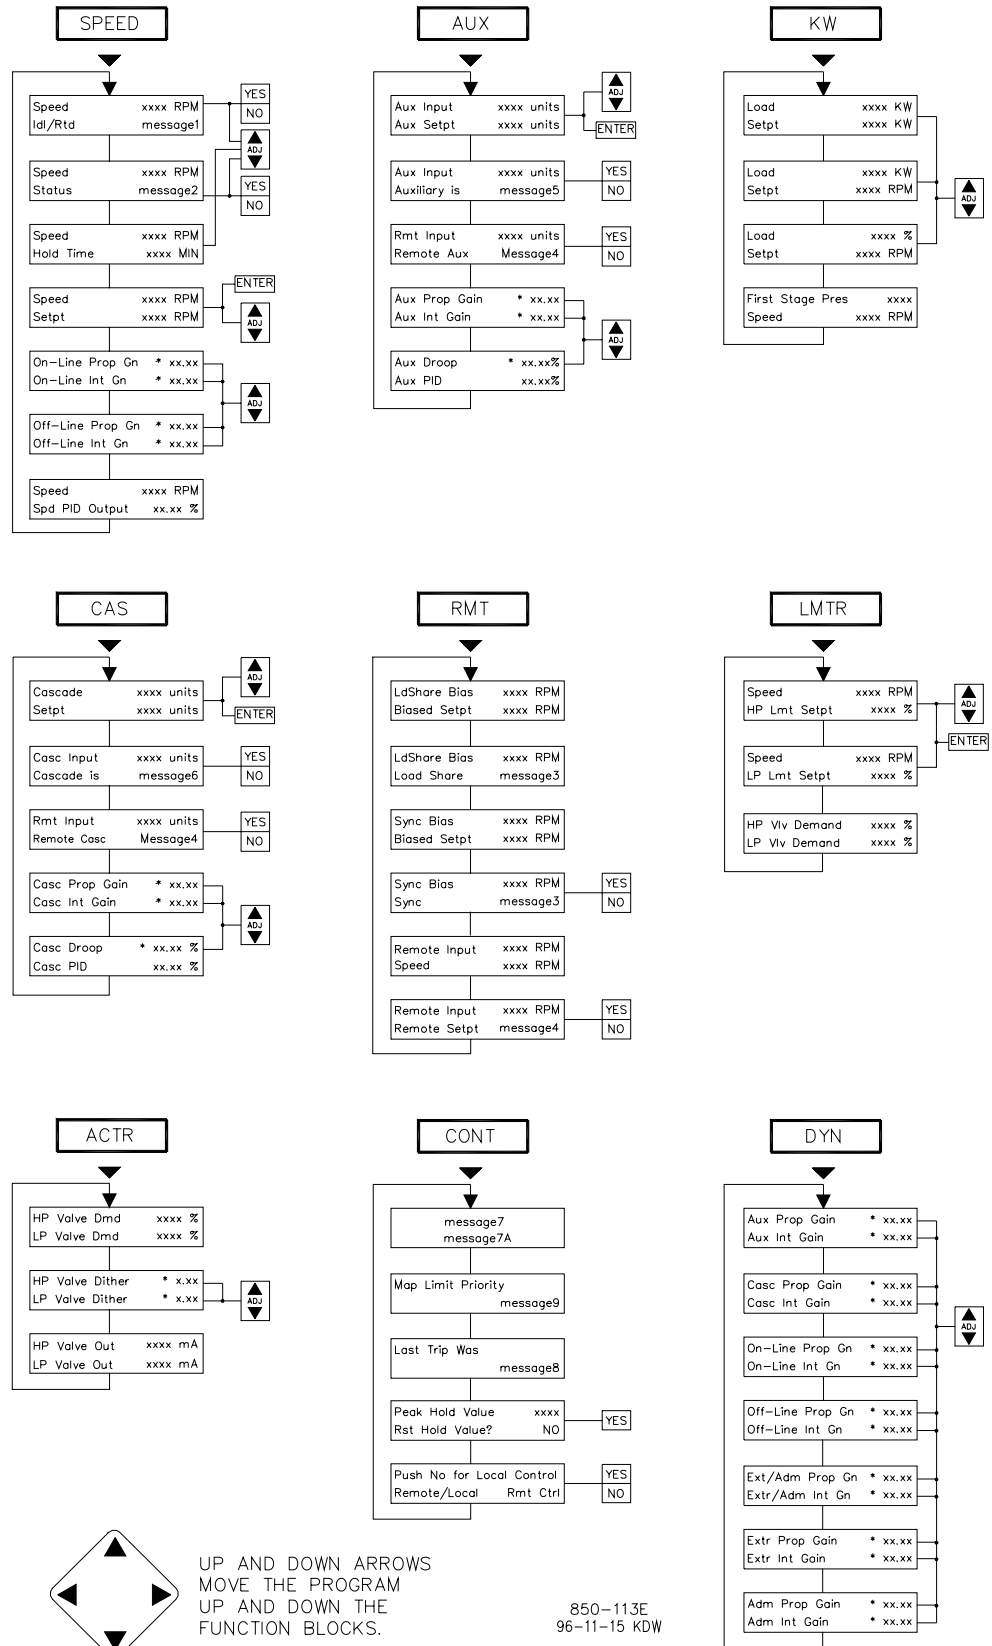 SPEED
Speed xxxx RPM
Idl/Rtd message1
YES
NO
ADJ
Speed xxxx RPM
Status message2
YES
NO
Speed xxxx RPM
Hold Time xxxx MIN
Speed xxxx RPM
Setpt xxxx RPM
ENTER
ADJ
On-Line Prop Gn * xx.xx
On-Line Int Gn * xx.xx
ADJ
Off-Line Prop Gn * xx.xx
Off-Line Int Gn * xx.xx
Speed xxxx RPM
Spd PID Output xx.xx %
AUX
Aux Input xxxx units
Aux Setpt xxxx units
ADJ
ENTER
Aux Input xxxx units
Auxiliary is message5
YES
NO
Rmt Input xxxx units
Remote Aux Message4
YES
NO
Aux Prop Gain * xx.xx
Aux Int Gain * xx.xx
ADJ
Aux Droop * xx.xx%
Aux PID xx.xx%
KW
Load xxxx KW
Setpt xxxx KW
Load xxxx KW
Setpt xxxx RPM
ADJ
Load xxxx %
Setpt xxxx RPM
First Stage Pres xxxx
Speed xxxx RPM
CAS
Cascade xxxx units
Setpt xxxx units
ADJ
ENTER
Casc Input xxxx units
Cascade is message6
YES
NO
Rmt Input xxxx units
Remote Casc Message4
YES
NO
Casc Prop Gain * xx.xx
Casc Int Gain * xx.xx
ADJ
Casc Droop * xx.xx %
Casc PID xx.xx %
RMT
LdShare Bias xxxx RPM
Biased Setpt xxxx RPM
LdShare Bias xxxx RPM
Load Share message3
Sync Bias xxxx RPM
Biased Setpt xxxx RPM
Sync Bias xxxx RPM
Sync message3
YES
NO
Remote Input xxxx RPM
Speed xxxx RPM
Remote Input xxxx RPM
Remote Setpt message4
YES
NO
LMTR
Speed xxxx RPM
HP Lmt Setpt xxxx %
ADJ
ENTER
Speed xxxx RPM
LP Lmt Setpt xxxx %
HP Vlv Demand xxxx %
LP Vlv Demand xxxx %
ACTR
HP Valve Dmd xxxx %
LP Valve Dmd xxxx %
HP Valve Dither * x.xx
LP Valve Dither * x.xx
ADJ
HP Valve Out xxxx mA
LP Valve Out xxxx mA
CONT
message7
message7A
Map Limit Priority
message9
Last Trip Was
message8
Peak Hold Value xxxx
Rst Hold Value? NO
YES
Push No for Local Control
Remote/Local Rmt Ctrl
YES
NO
DYN
Aux Prop Gain * xx.xx
Aux Int Gain * xx.xx
Casc Prop Gain * xx.xx
Casc Int Gain * xx.xx
ADJ
On-Line Prop Gn * xx.xx
On-Line Int Gn * xx.xx
Off-Line Prop Gn * xx.xx
Off-Line Int Gn * xx.xx
Ext/Adm Prop Gn * xx.xx
Extr/Adm Int Gn * xx.xx
Extr Prop Gain * xx.xx
Extr Int Gain * xx.xx
Adm Prop Gain * xx.xx
Adm Int Gain * xx.xx
UP AND DOWN ARROWS
MOVE THE PROGRAM
UP AND DOWN THE
FUNCTION BLOCKS.
850-113E
96-11-15 KDW